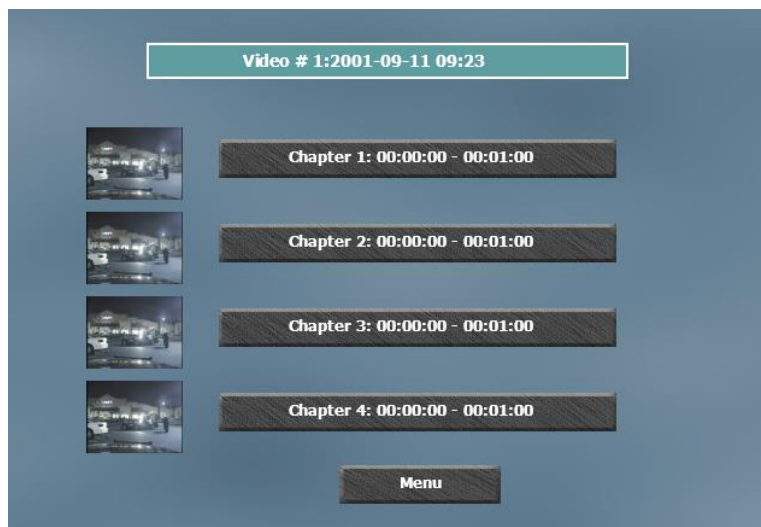 Video # 1:2001-09-11 09:23
Chapter 1: 00:00:00 - 00:01:00
Chapter 2: 00:00:00 - 00:01:00
Chapter 3: 00:00:00 - 00:01:00
Chapter 4: 00:00:00 - 00:01:00
Menu